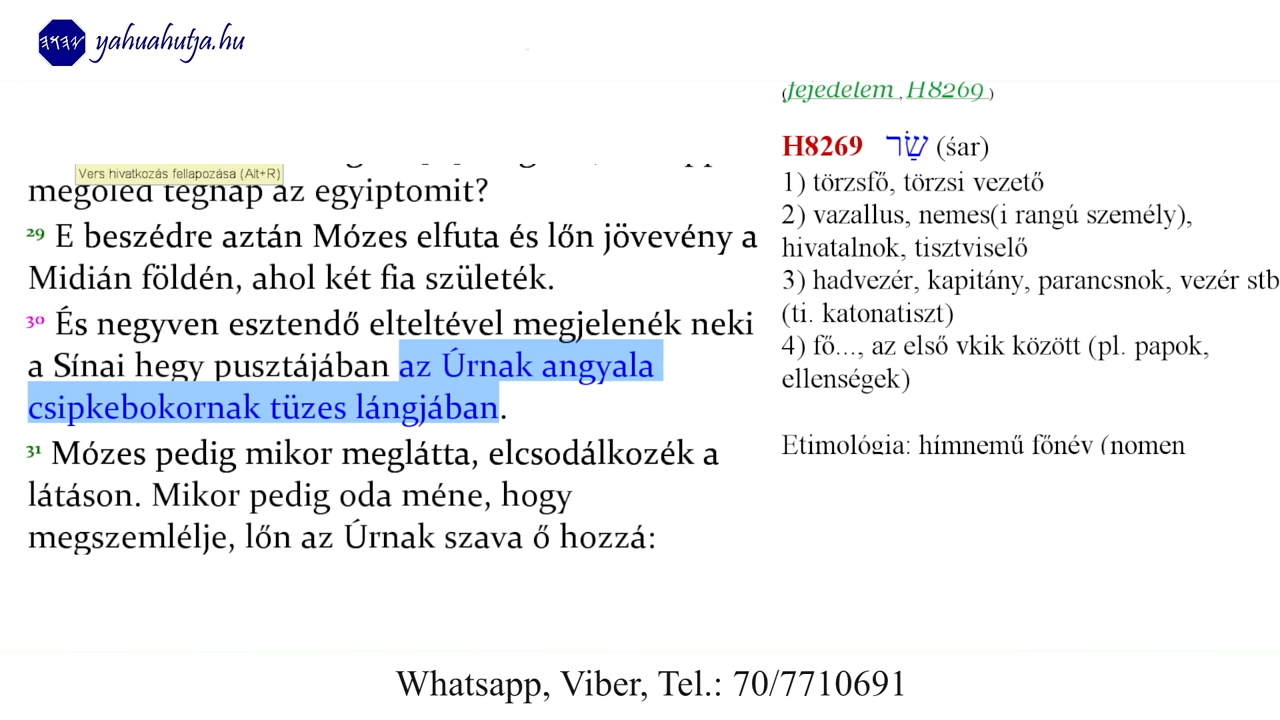 yahuahutja.hu
Vers hivatkozás fellapozása (Alt+R)
megöléd tegnap az egyiptomit?
29 E beszédre aztán Mózes elfuta és lőn jövevény a
Midián földén, ahol két fia születék.
30 És negyven esztendő elteltével megjelenék neki
a Sínai hegy pusztájában az Úrnak angyala
csipkebokornak tüzes lángjában.
31 Mózes pedig mikor meglátta, elcsodálkozék a
látáson. Mikor pedig oda méne, hogy
megszemlélje, lőn az Úrnak szava ő hozzá:
(fejedelem , H8269 )
H8269 שַׂר (śar)
1) törzsfő, törzsi vezető
2) vazallus, nemes(i rangú személy),
hivatalnok, tisztviselő
3) hadvezér, kapitány, parancsnok, vezér stb
(ti. katonatiszt)
4) fő..., az első vkik között (pl. papok,
ellenségek)
Etimológia: hímnemű főnév (nomen
Whatsapp, Viber, Tel.: 70/7710691